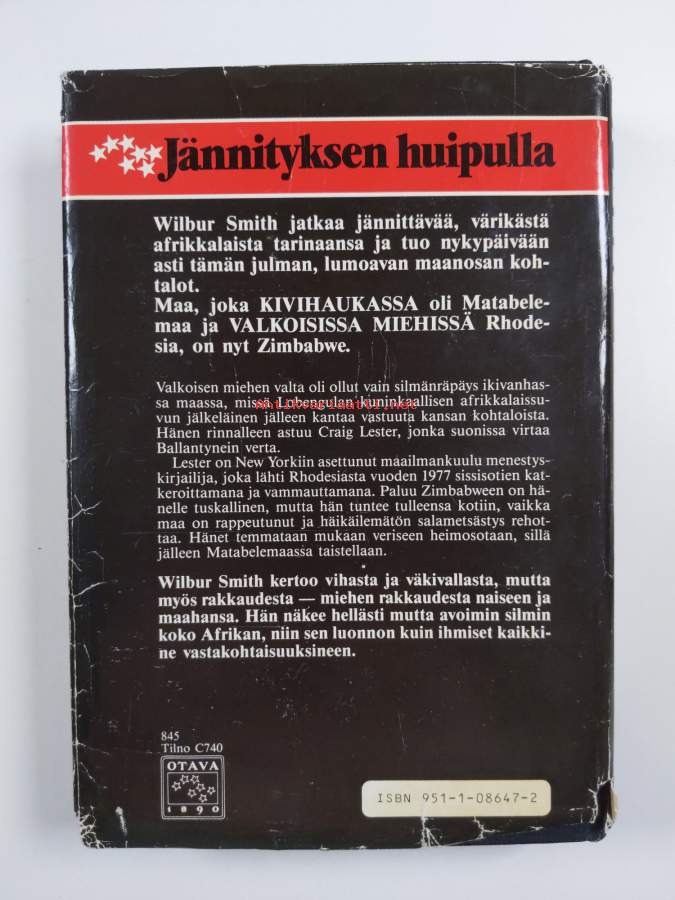 Jännityksen huipulla
Wilbur Smith jatkaa jännittävää, värikästä
afrikkalaista tarinaansa ja tuo nykypäivään
asti tämän julman, lumoavan maanosan koh-
talot.
Maa, joka KIVIHAUKASSA oli Matabele-
maa ja VALKOISISSA MIEHISSÄ Rhode-
sia, on nyt Zimbabwe.
Valkoisen miehen valta oli ollut vain silmänräpäys ikivanhas-
sa maassa, missä Lobengulan kuninkaallisen afrikkalaissu-
Antikvariaatti.net
vun jälkeläinen jälleen kantaa vastuuta kansan kohtaloista.
Hänen rinnalleen astuu Craig Lester, jonka suonissa virtaa
Ballantynein verta.
Lester on New Yorkiin asettunut maailmankuulu menestys-
kirjailija, joka lähti Rhodesiasta vuoden 1977 sissisotien kat-
keroittamana ja vammauttamana. Paluu Zimbabween on hä-
nelle tuskallinen, mutta hän tuntee tulleensa kotiin, vaikka
maa on rappeutunut ja häikäilemätön salametsästys rehot-
taa. Hänet temmataan mukaan veriseen heimosotaan, sillä
jälleen Matabelemaassa taistellaan.
Wilbur Smith kertoo vihasta ja väkivallasta, mutta
myös rakkaudesta — miehen rakkaudesta naiseen ja
maahansa. Hän näkee hellästi mutta avoimin silmin
koko Afrikan, niin sen luonnon kuin ihmiset kaikki-
ne vastakohtaisuuksineen.
845
Tilno C740
OTAVA
1890
ISBN 951-1-08647-2